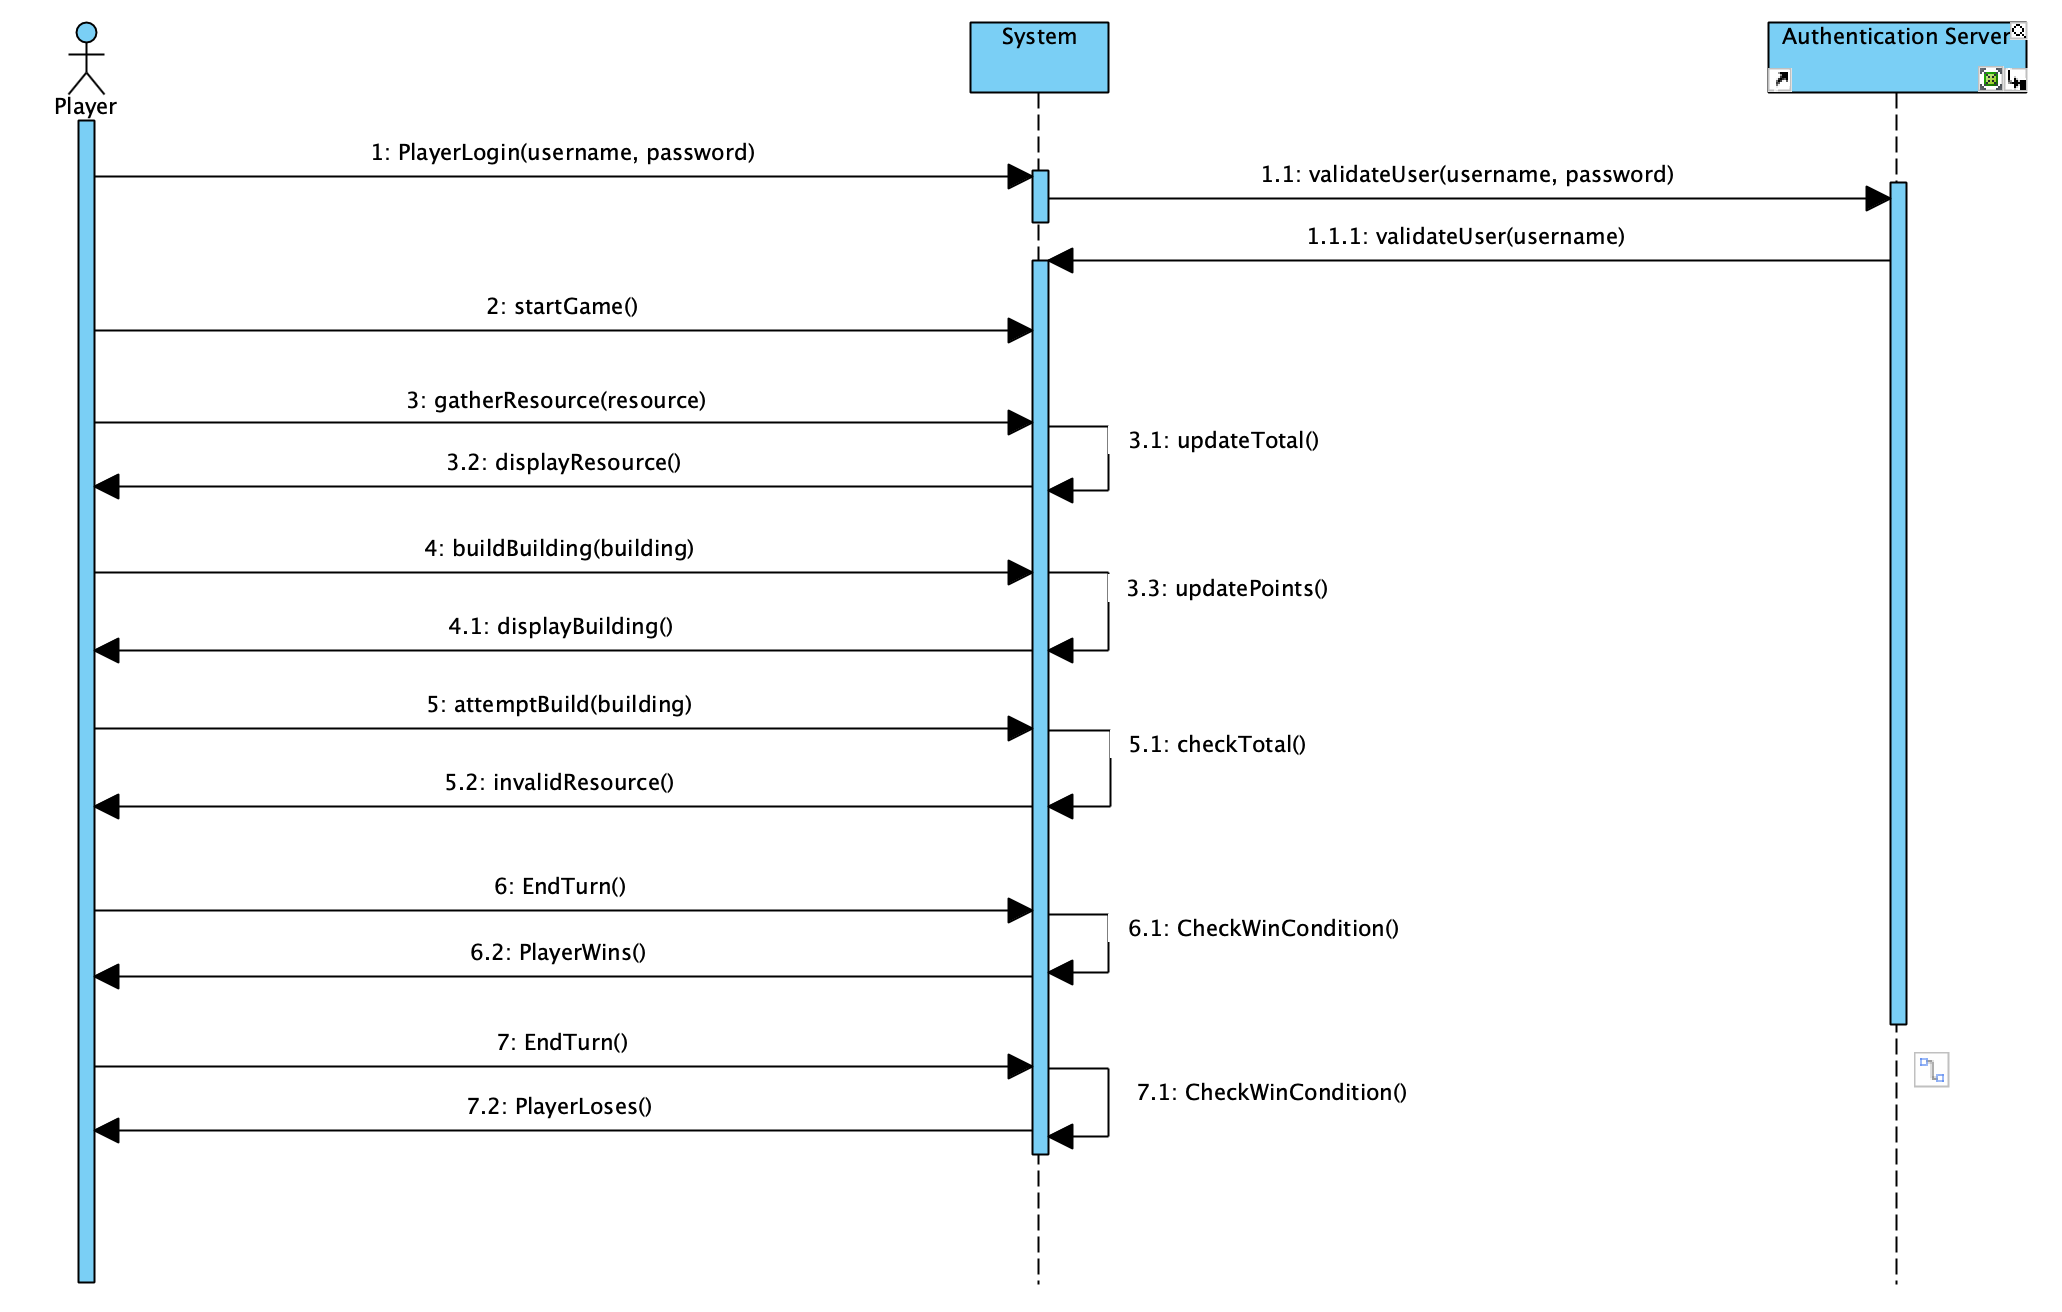 System
Authentication Server
Player
1: PlayerLogin(username, password)
1.1: validateUser(username, password)
1.1.1: validateUser(username)
2: startGame()
3: gatherResource(resource)
3.1: updateTotal()
3.2: displayResource()
4: buildBuilding(building)
3.3: updatePoints()
4.1: displayBuilding()
5: attemptBuild(building)
5.1: checkTotal()
5.2: invalidResource()
6: EndTurn()
6.1: CheckWinCondition()
6.2: PlayerWins()
7: EndTurn()
7.1: CheckWinCondition()
7.2: PlayerLoses()